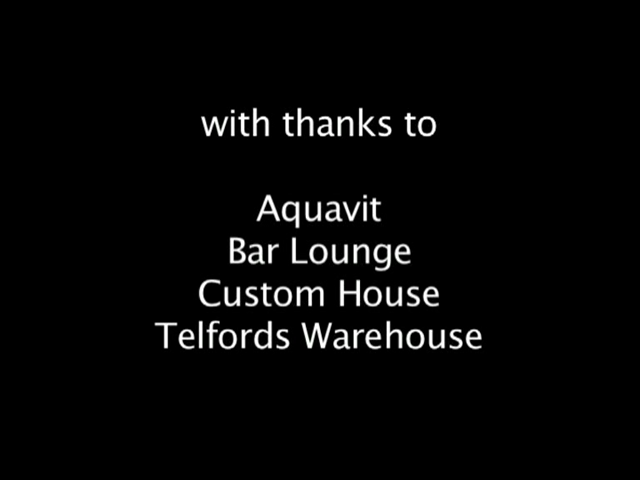 with thanks to
Aquavit
Bar Lounge
Custom House
Telfords Warehouse